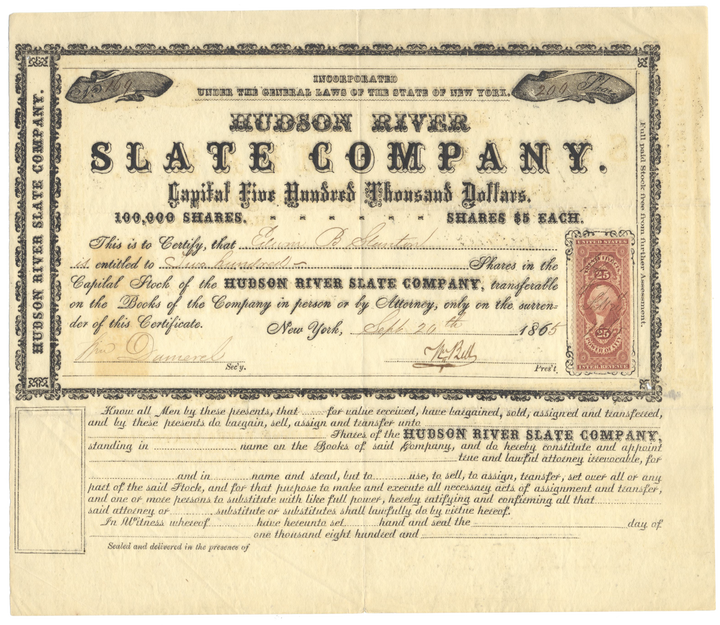 INCORPORATED
UNDER THE GENERAL LAWS OF THE STATE OF NEW YORK.
No.
200 Shares
HUDSON RIVER
SLATE COMPANY.
Capital Five Hundred Thousand Dollars.
100,000 SHARES. SHARES $5 EACH.
This is to Certify, that B
is entitled to Two hundred Shares in the
Capital Stock of the HUDSON RIVER SLATE COMPANY, transferable
on the Books of the Company in person or by Attorney, only on the surren-
der of this Certificate. New York, Sept 20th 1865
Wm Damerel Sec'y. Wm Bell Pres't.
HUDSON RIVER SLATE COMPANY.
Full paid Stock free from further Assessment.
UNITED STATES
25 25
POWER OF ATT'Y
INTER. REVENUE
Know all Men by these presents, that for value received, have bargained, sold, assigned and transferred,
and by these presents do bargain, sell, assign and transfer unto
Shares of the HUDSON RIVER SLATE COMPANY,
standing in name on the Books of said Company, and do hereby constitute and appoint
true and lawful attorney irrevocable, for
and in name and stead, but to use, to sell, to assign, transfer, set over all or any
part of the said Stock, and for that purpose to make and execute all necessary acts of assignment and transfer,
and one or more persons to substitute with like full power, hereby ratifying and confirming all that
said attorney or substitute or substitutes shall lawfully do by virtue hereof.
In Witness whereof have hereunto set hand and seal the day of
one thousand eight hundred and
Sealed and delivered in the presence of